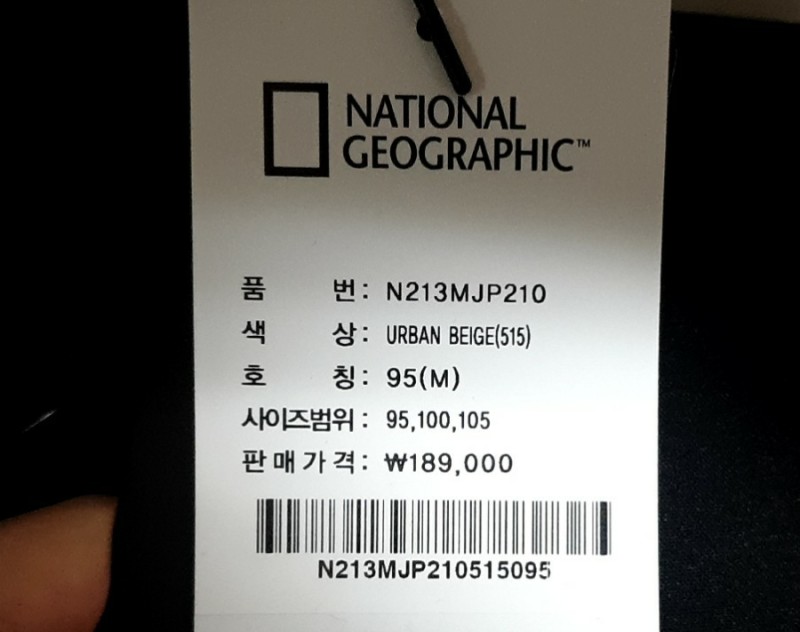 NATIONAL
GEOGRAPHIC™
품 번 : N213MJP210
색 상 : URBAN BEIGE(515)
호 칭 : 95(M)
사이즈범위 : 95,100,105
판매가격 : ₩189,000
N213MJP210515095